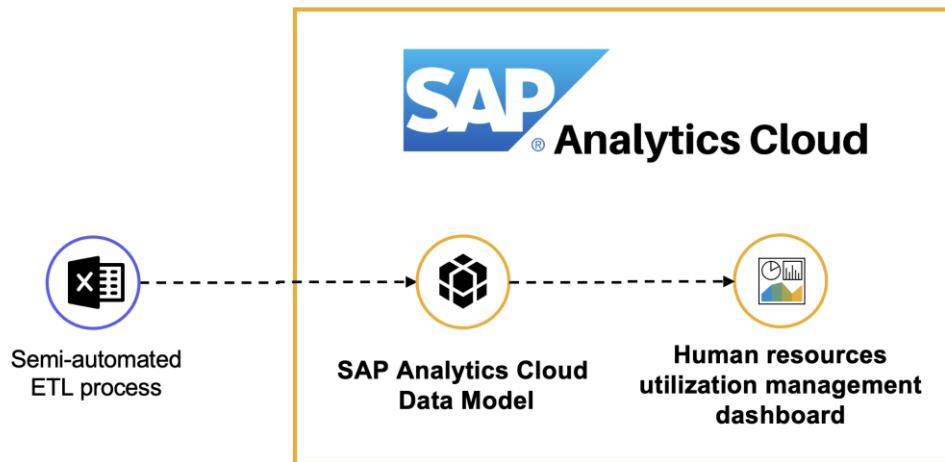 SAP
® Analytics Cloud
X
Semi-automated
ETL process
SAP Analytics Cloud
Data Model
Human resources
utilization management
dashboard